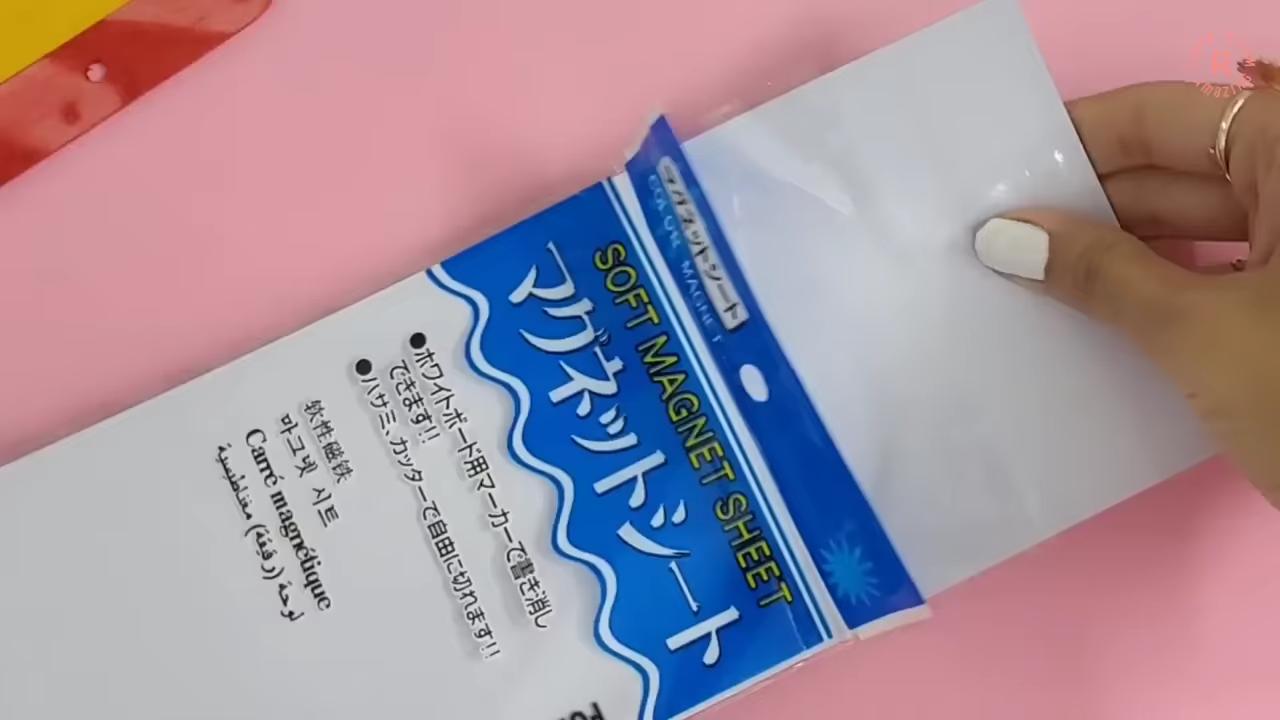 マグネットシート
COLOR MAGNET
SOFT MAGNET SHEET
マグネットシート
●ホワイトボード用マーカーで書き消し
できます!!
●ハサミ、カッターで自由に切れます!!
软性磁铁
마그넷 시트
Carré magnétique
لوحة (رقعة) مغناطيسية